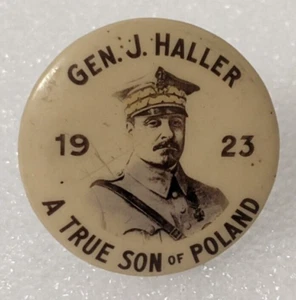 GEN. J. HALLER
19 23
A TRUE SON OF POLAND